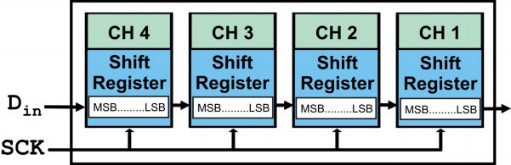 CH 4 CH 3 CH 2 CH 1
Shift Register Shift Register Shift Register Shift Register
D_in MSB.........LSB MSB.........LSB MSB.........LSB MSB.........LSB
SCK